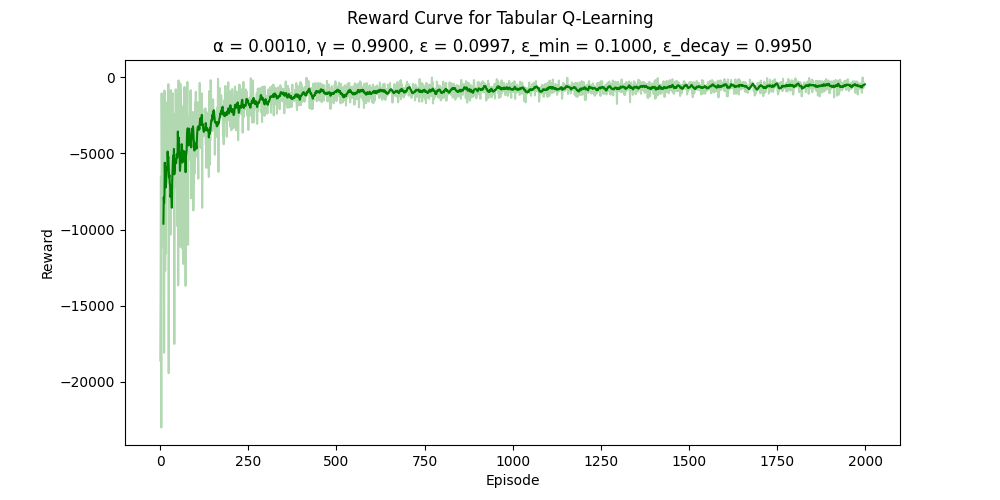 Reward Curve for Tabular Q-Learning
α = 0.0010, γ = 0.9900, ε = 0.0997, ε_min = 0.1000, ε_decay = 0.9950
0
−5000
−10000
−15000
−20000
Reward
0 250 500 750 1000 1250 1500 1750 2000
Episode